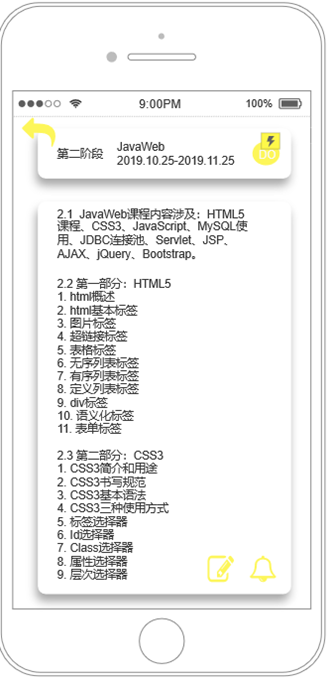 9:00PM
100%
第二阶段
JavaWeb
2019.10.25-2019.11.25
DO
2.1 JavaWeb课程内容涉及：HTML5
课程、CSS3、JavaScript、MySQL使
用、JDBC连接池、Servlet、JSP、
AJAX、jQuery、Bootstrap。
2.2 第一部分：HTML5
1. html概述
2. html基本标签
3. 图片标签
4. 超链接标签
5. 表格标签
6. 无序列表标签
7. 有序列表标签
8. 定义列表标签
9. div标签
10. 语义化标签
11. 表单标签
2.3 第二部分：CSS3
1. CSS3简介和用途
2. CSS3书写规范
3. CSS3基本语法
4. CSS3三种使用方式
5. 标签选择器
6. Id选择器
7. Class选择器
8. 属性选择器
9. 层次选择器